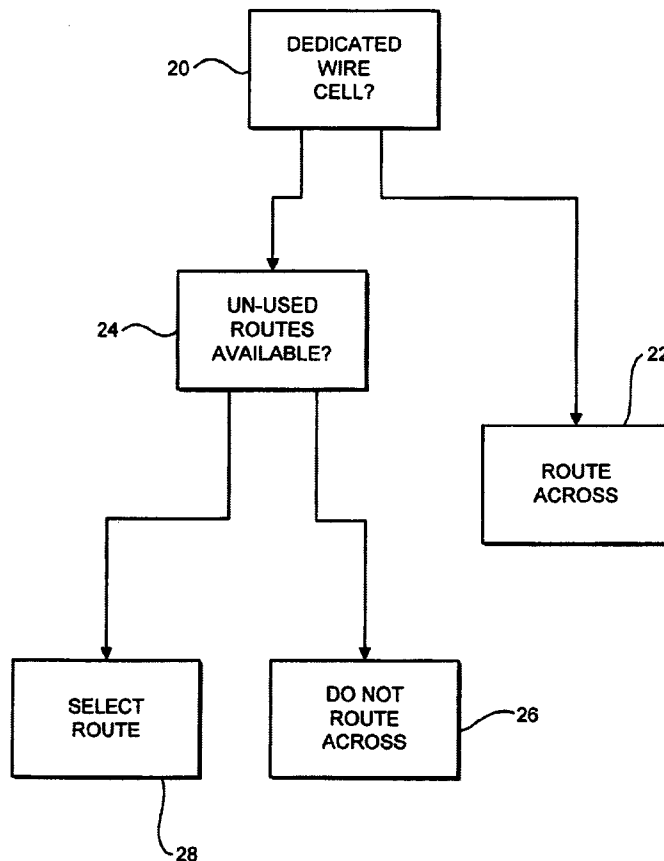 DEDICATED
WIRE
CELL?
20
UN-USED
ROUTES
AVAILABLE?
24
22
ROUTE
ACROSS
SELECT
ROUTE
28
DO NOT
ROUTE
ACROSS
26